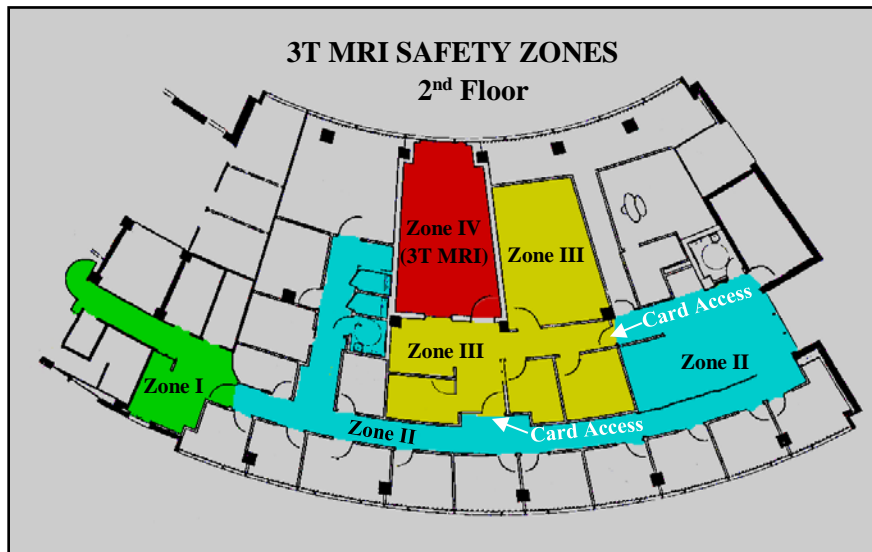 3T MRI SAFETY ZONES
2nd Floor
Zone IV
(3T MRI)
Zone III
Card Access
Zone III
Zone II
Zone I
Zone II
Card Access